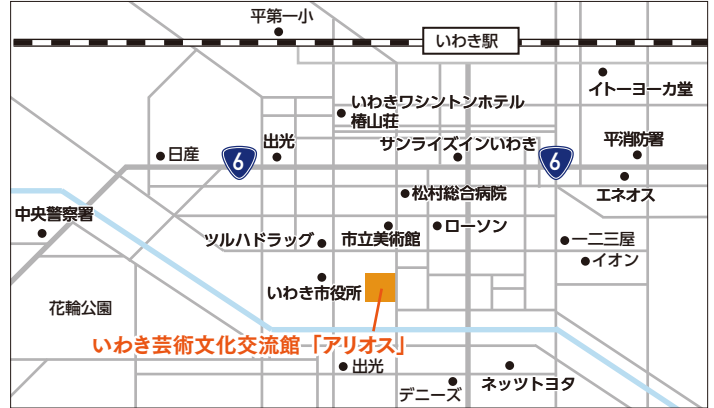 平第一小
いわき駅
イトーヨーカ堂
いわきワシントンホテル
椿山荘
日産
6
出光
サンライズインいわき
6
平消防署
松村総合病院
エネオス
中央警察署
ツルハドラッグ
市立美術館
ローソン
一二三屋
イオン
いわき市役所
花輪公園
いわき芸術文化交流館「アリオス」
出光
デニーズ
ネッツトヨタ